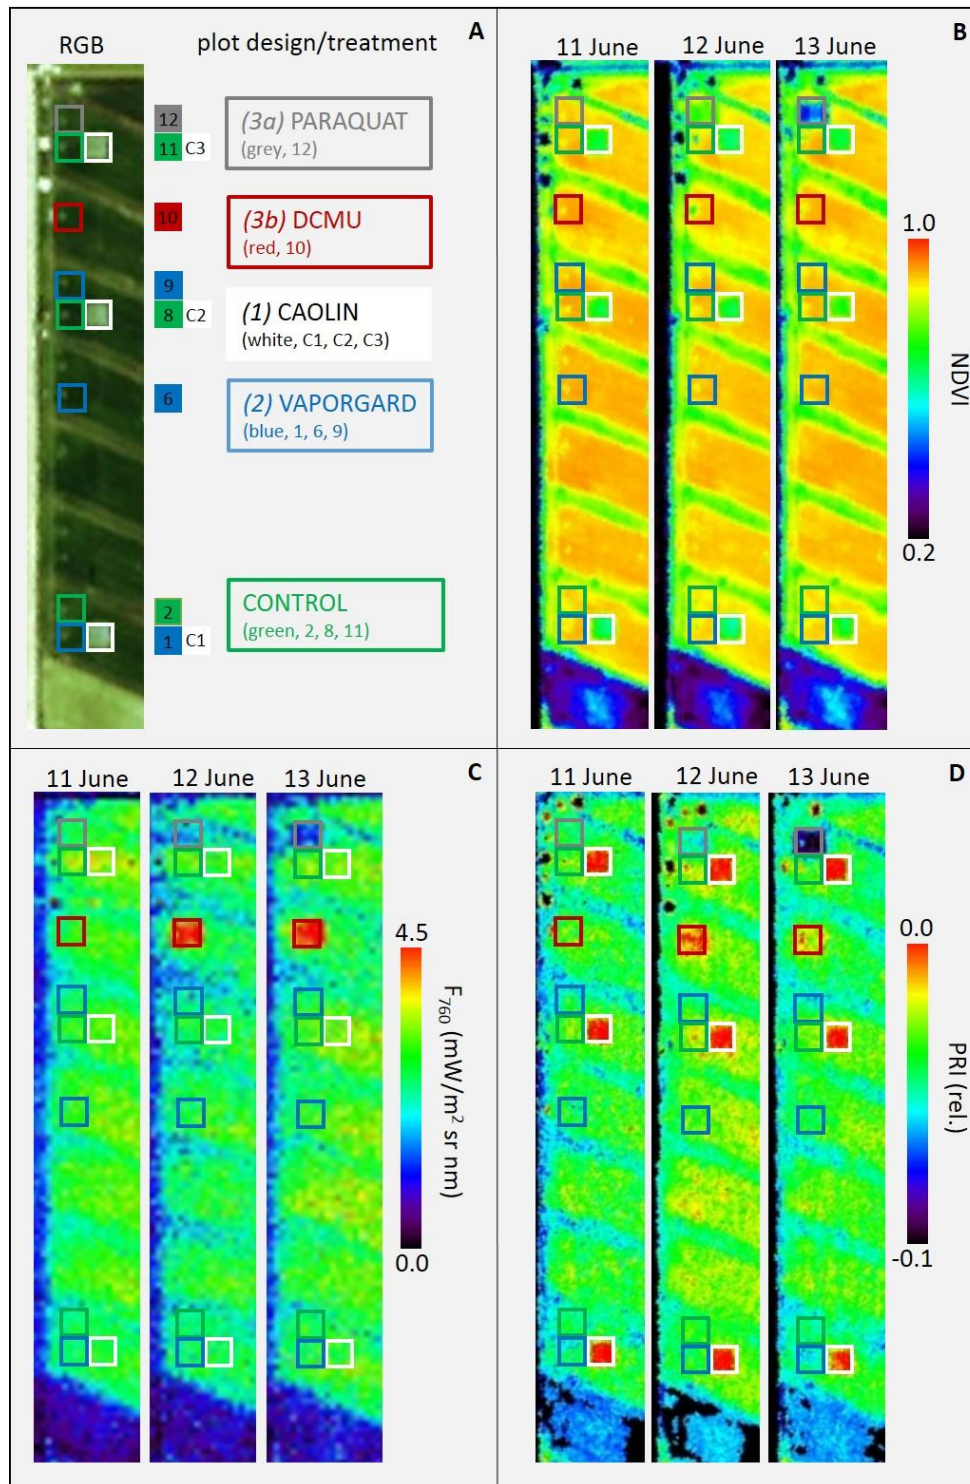 A
RGB
plot design/treatment
12
11 C3
10
9
8 C2
6
2
1 C1
(3a) PARAQUAT
(grey, 12)
(3b) DCMU
(red, 10)
(1) CAOLIN
(white, C1, C2, C3)
(2) VAPORGARD
(blue, 1, 6, 9)
CONTROL
(green, 2, 8, 11)
B
11 June
12 June
13 June
1.0
NDVI
0.2
C
11 June
12 June
13 June
4.5
F760 (mW/m² sr nm)
0.0
D
11 June
12 June
13 June
0.0
PRI (rel.)
-0.1